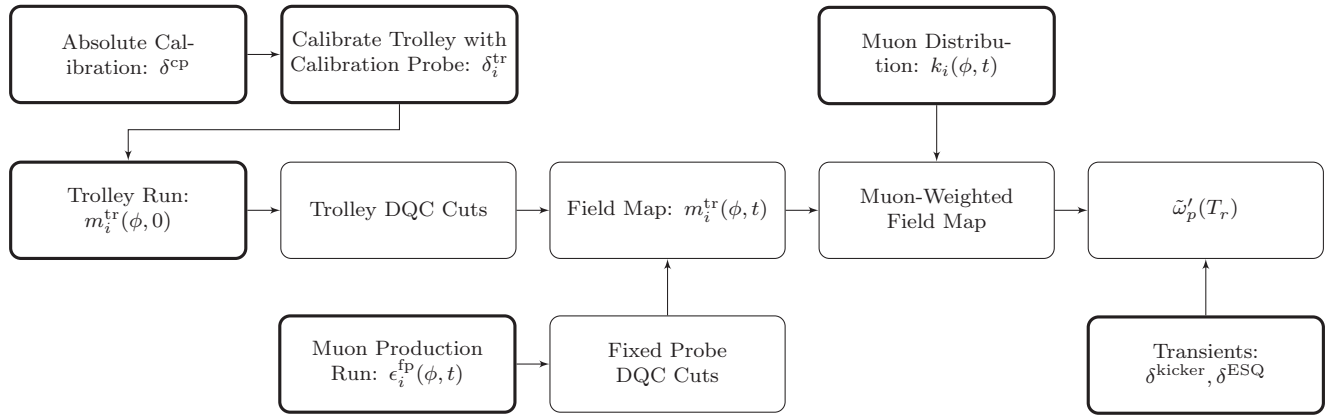 Absolute Cal-
ibration: δ^cp
Calibrate Trolley with
Calibration Probe: δ_i^tr
Muon Distribu-
tion: k_i(ϕ, t)
Trolley Run:
m_i^tr(ϕ, 0)
Trolley DQC Cuts
Field Map: m_i^tr(ϕ, t)
Muon-Weighted
Field Map
ω̃′_p(T_r)
Muon Production
Run: ϵ_i^fp(ϕ, t)
Fixed Probe
DQC Cuts
Transients:
δ^kicker, δ^ESQ